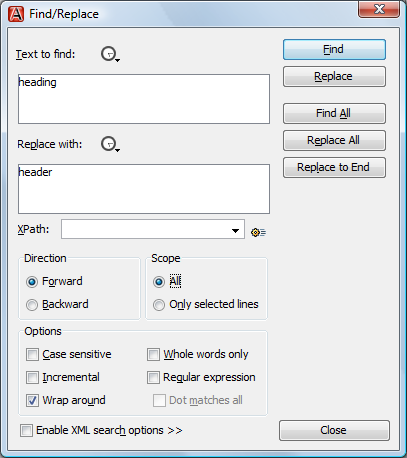 Find/Replace
Text to find:
Find
heading
Replace
Find All
Replace with:
Replace All
header
Replace to End
XPath:
Direction
Scope
Forward
All
Backward
Only selected lines
Options
Case sensitive
Whole words only
Incremental
Regular expression
Wrap around
Dot matches all
Enable XML search options >>
Close